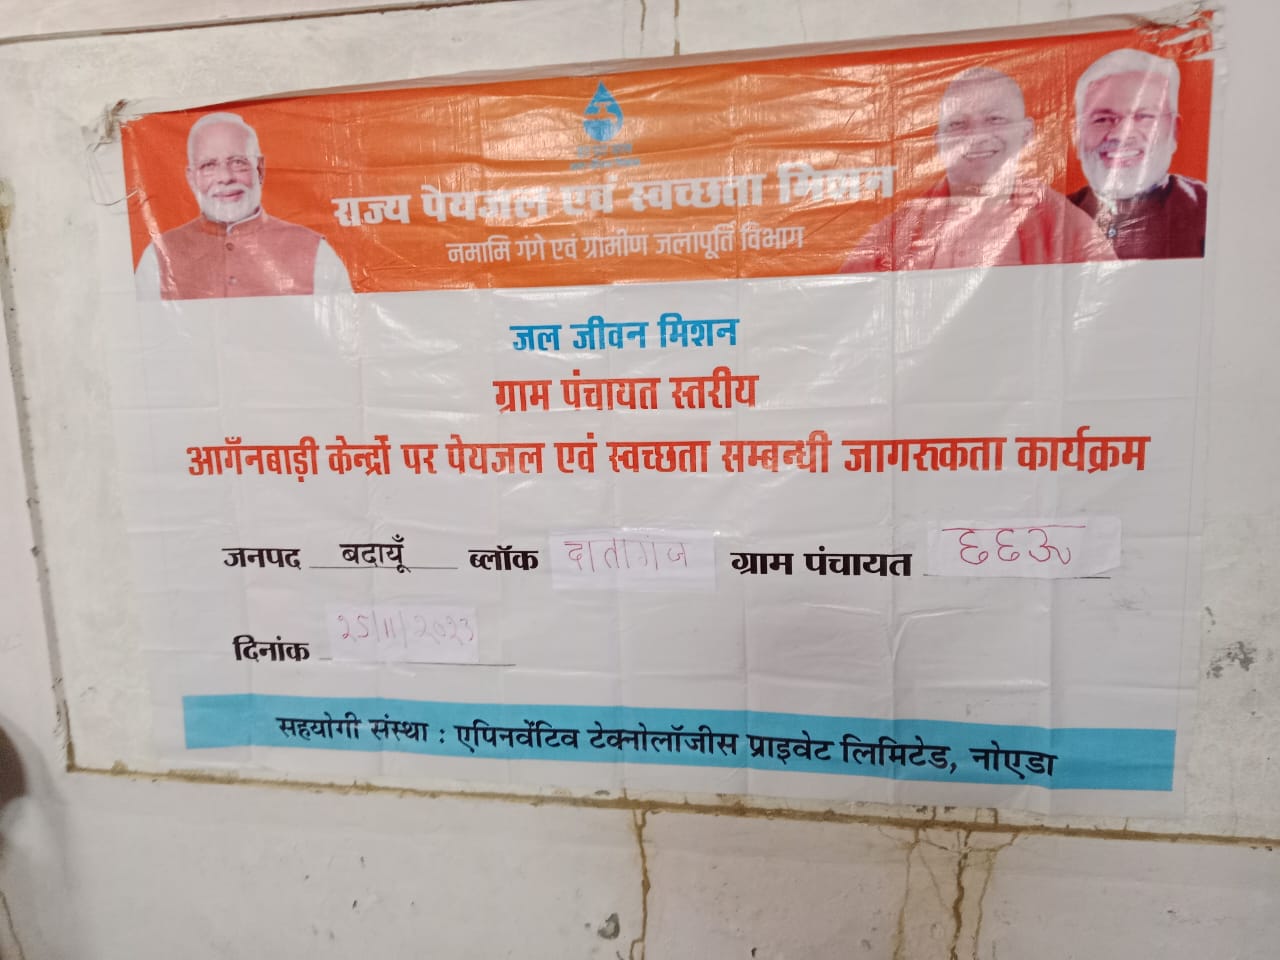 राज्य पेयजल एवं स्वच्छता मिशन
नमामि गंगे एवं ग्रामीण जलापूर्ति विभाग
जल जीवन मिशन
ग्राम पंचायत स्तरीय
आगँनबाड़ी केन्द्रों पर पेयजल एवं स्वच्छता सम्बन्धी जागरुकता कार्यक्रम
जनपद बदायूँ ब्लॉक दातागंज ग्राम पंचायत
दिनांक 25/11/2023
सहयोगी संस्था : एपिनवेंटिव टेक्नोलॉजीस प्राइवेट लिमिटेड, नोएडा